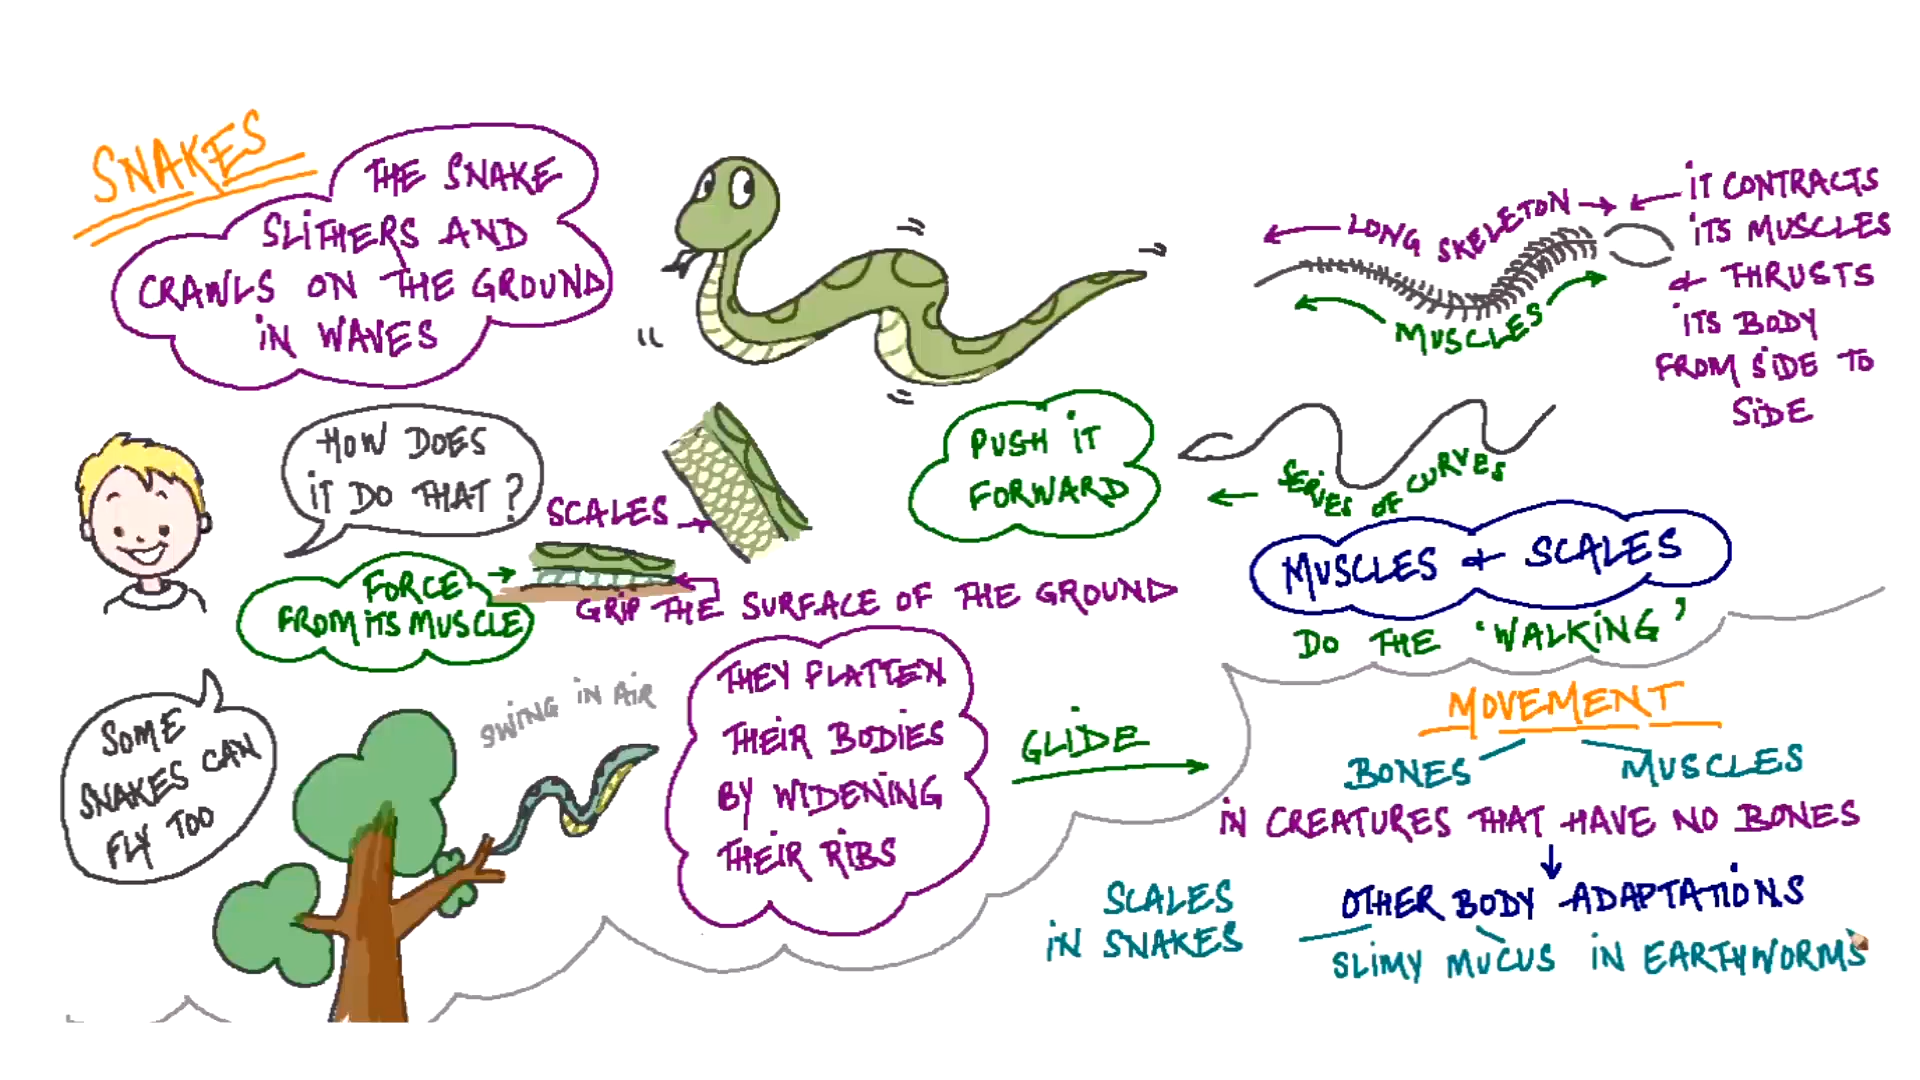 SNAKES
THE SNAKE
SLITHERS AND
CRAWLS ON THE GROUND
IN WAVES
LONG SKELETON
MUSCLES
IT CONTRACTS
ITS MUSCLES
& THRUSTS
ITS BODY
FROM SIDE TO
SIDE
HOW DOES
IT DO THAT?
SCALES
FORCE
FROM ITS MUSCLE
GRIP THE SURFACE OF THE GROUND
PUSH IT
FORWARD
SERIES OF CURVES
MUSCLES & SCALES
DO THE 'WALKING'
SOME
SNAKES CAN
FLY TOO
SWING IN AIR
THEY FLATTEN
THEIR BODIES
BY WIDENING
THEIR RIBS
GLIDE
MOVEMENT
BONES MUSCLES
IN CREATURES THAT HAVE NO BONES
OTHER BODY ADAPTATIONS
SCALES
IN SNAKES
SLIMY MUCUS IN EARTHWORMS